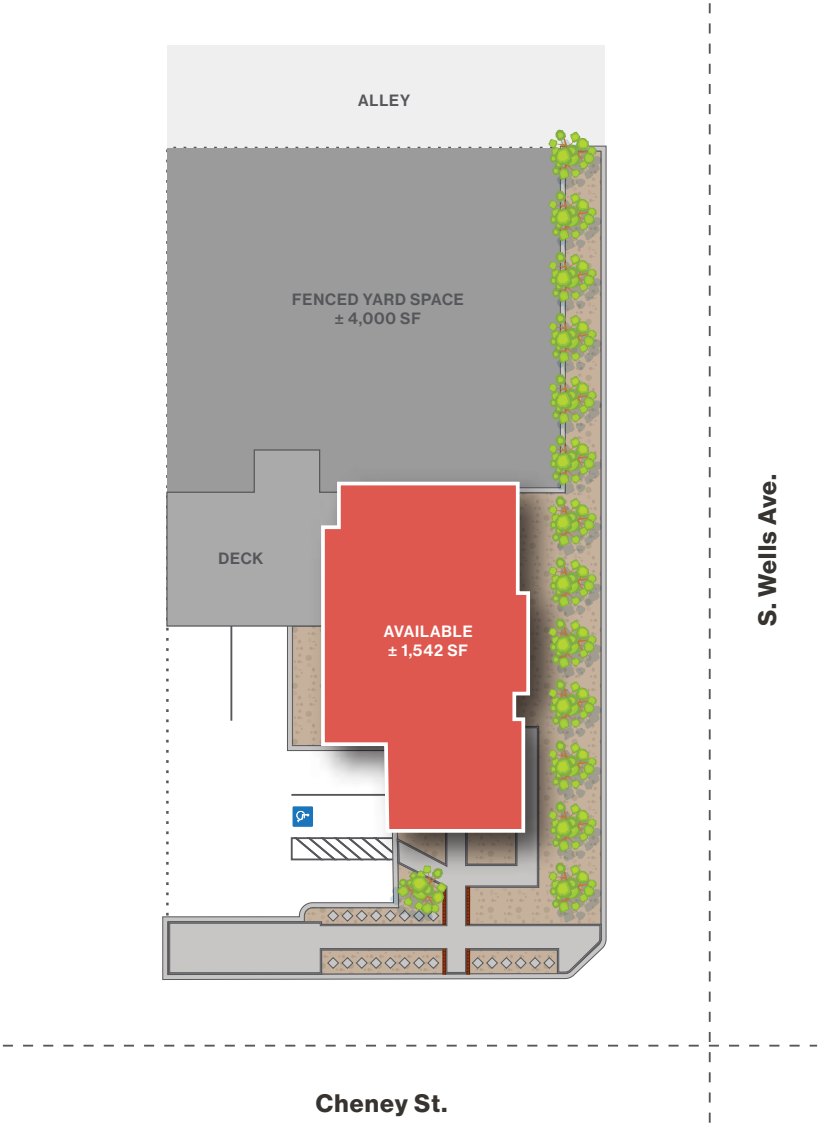 ALLEY
FENCED YARD SPACE
± 4,000 SF
DECK
AVAILABLE
± 1,542 SF
S. Wells Ave.
Cheney St.